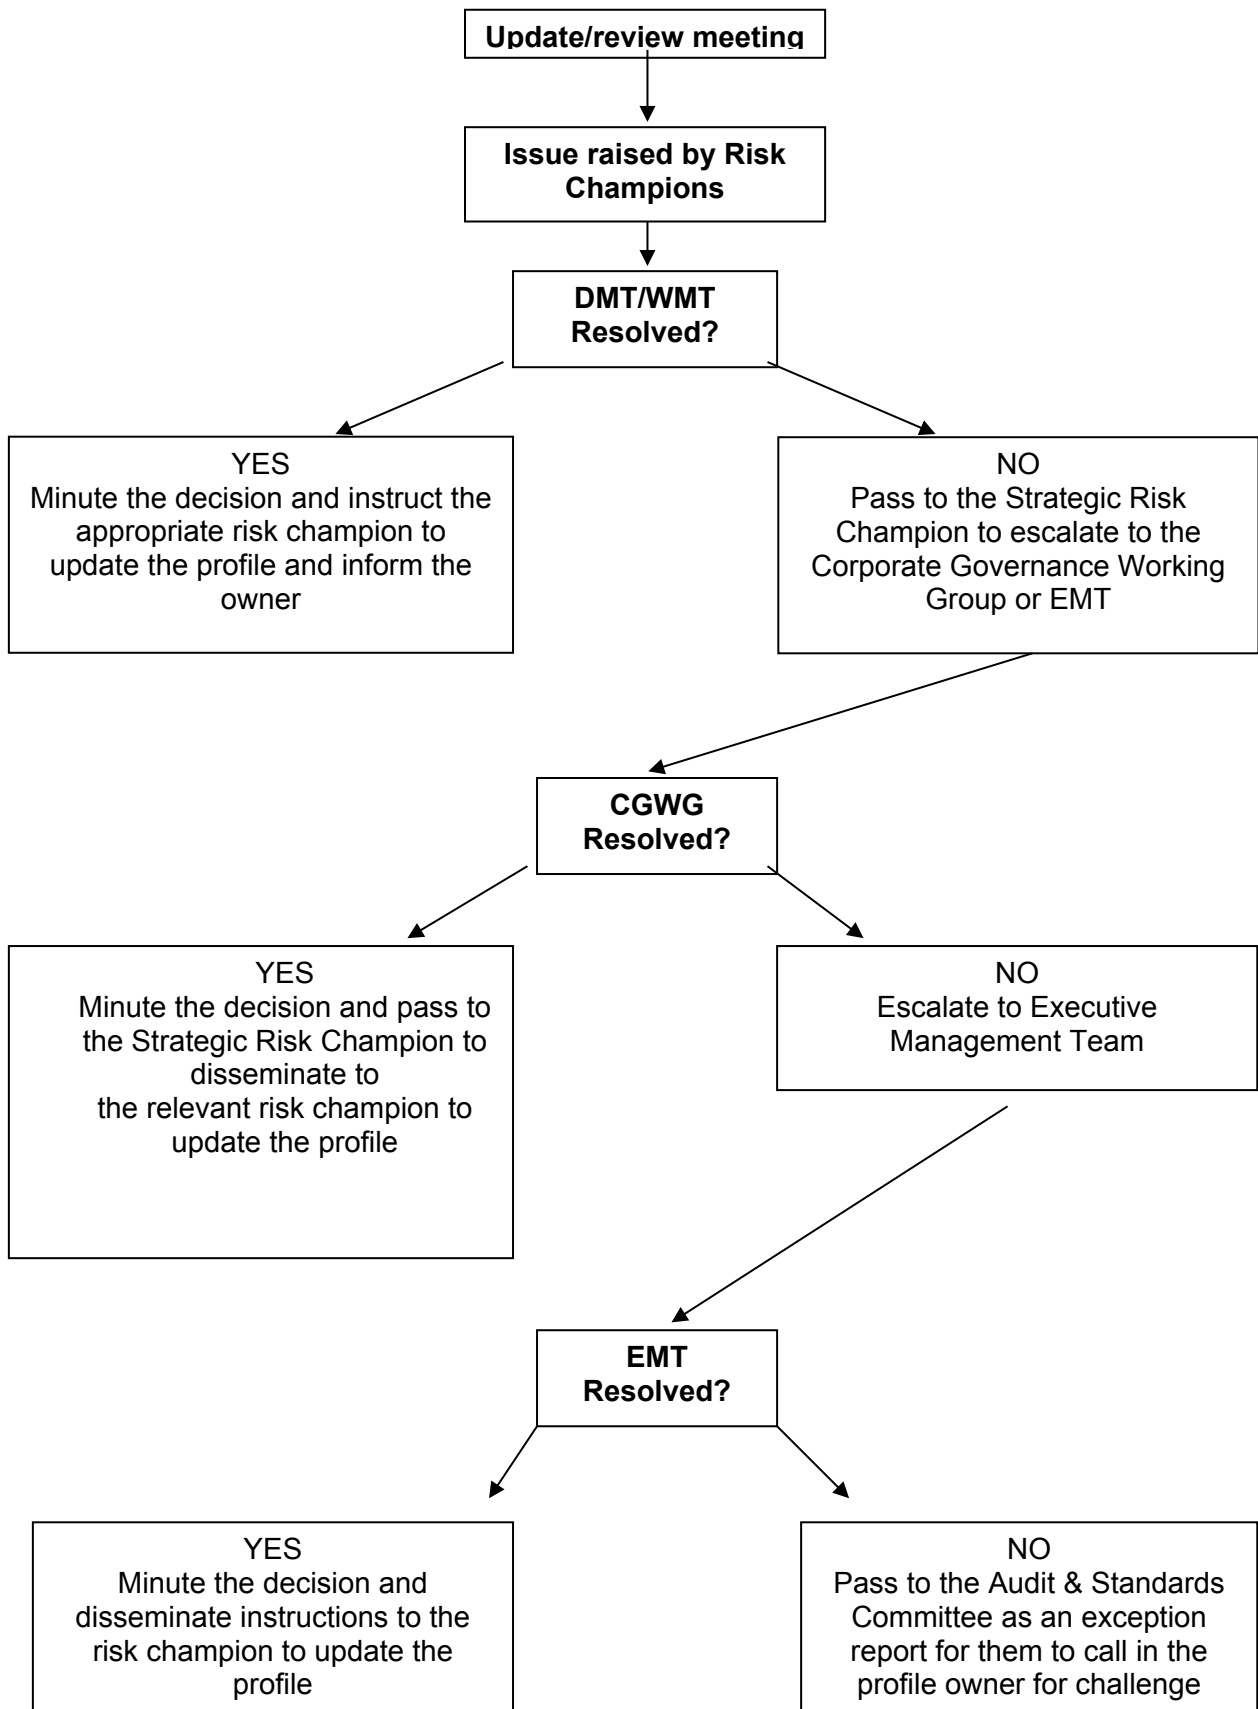 Update/review meeting
Issue raised by Risk
Champions
DMT/WMT
Resolved?
YES
Minute the decision and instruct the
appropriate risk champion to
update the profile and inform the
owner
NO
Pass to the Strategic Risk
Champion to escalate to the
Corporate Governance Working
Group or EMT
CGWG
Resolved?
YES
Minute the decision and pass to
the Strategic Risk Champion to
disseminate to
the relevant risk champion to
update the profile
NO
Escalate to Executive
Management Team
EMT
Resolved?
YES
Minute the decision and
disseminate instructions to the
risk champion to update the
profile
NO
Pass to the Audit & Standards
Committee as an exception
report for them to call in the
profile owner for challenge